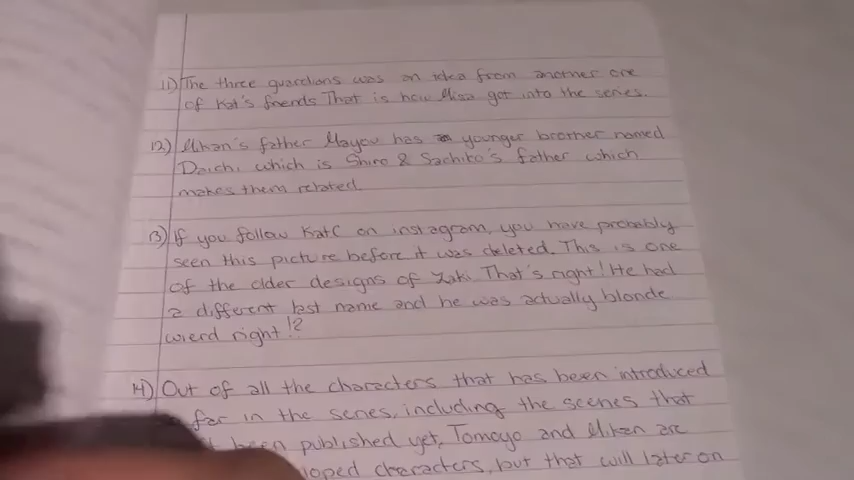 11) The three guardians was an idea from another one
of Kat's friends That is how Misa got into the series.
12) Mikan's father Mayou has younger brother named
Daichi which is Shiro & Sachiko's father which
makes them related.
13) If you follow KatC on instagram, you have probably
seen this picture before it was deleted. This is one
of the older designs of Zaki. That's right! He had
a different last name and he was actually blonde
wierd right!?
14) Out of all the characters that has been introduced
far in the series, including the scenes that
been published yet, Tomoyo and Mikan are
characters, but that will later on